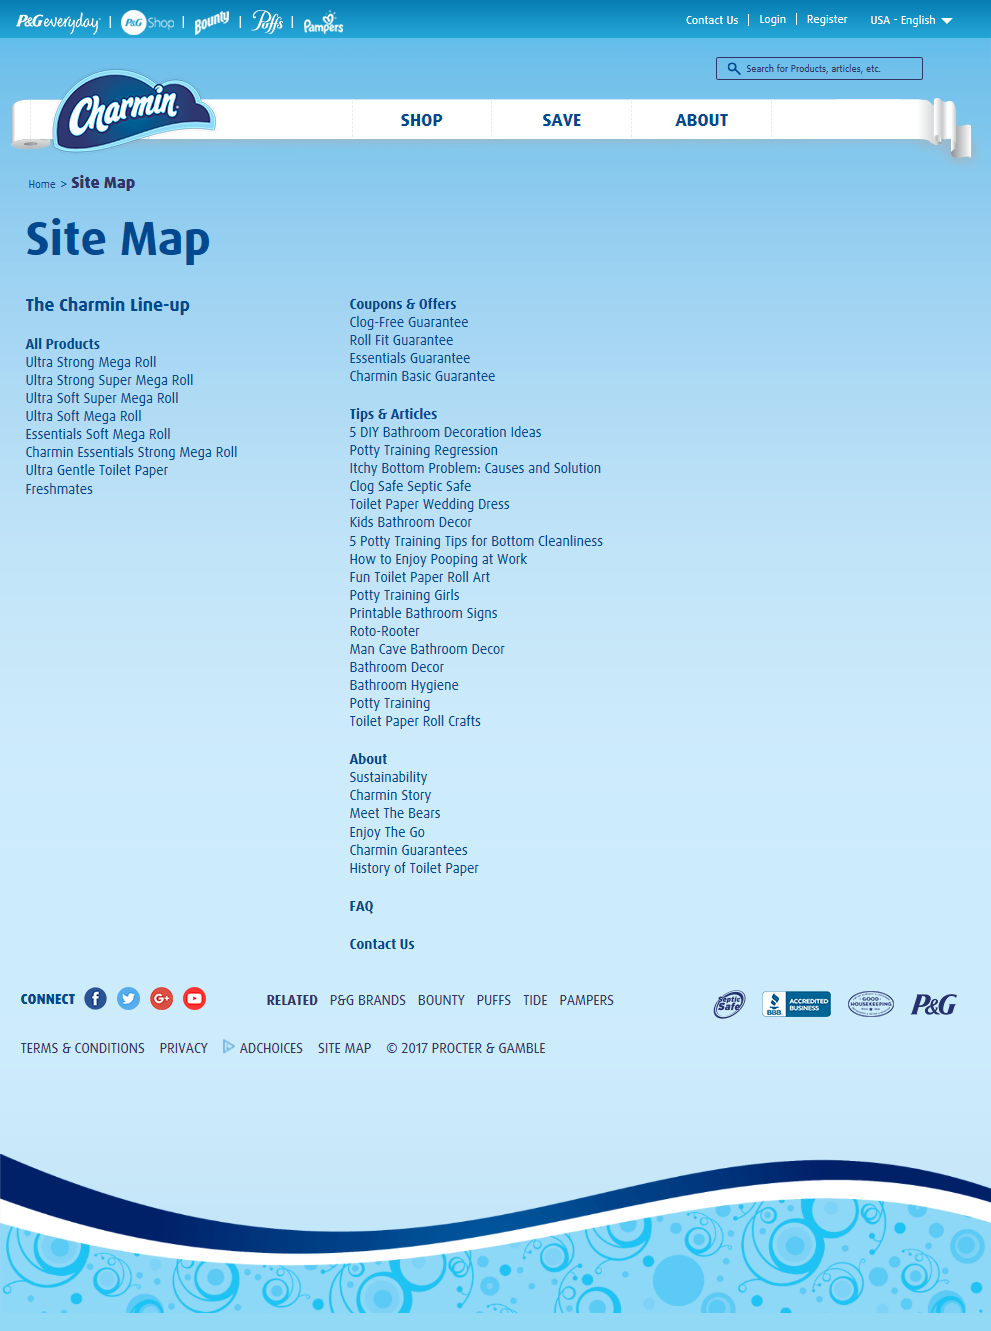 P&G everyday | P&G Shop | Bounty | Puffs | Pampers
Contact Us | Login | Register USA - English
Search for Products, articles, etc.
Charmin
SHOP SAVE ABOUT
Home > Site Map
Site Map
The Charmin Line-up
All Products
Ultra Strong Mega Roll
Ultra Strong Super Mega Roll
Ultra Soft Super Mega Roll
Ultra Soft Mega Roll
Essentials Soft Mega Roll
Charmin Essentials Strong Mega Roll
Ultra Gentle Toilet Paper
Freshmates
Coupons & Offers
Clog-Free Guarantee
Roll Fit Guarantee
Essentials Guarantee
Charmin Basic Guarantee
Tips & Articles
5 DIY Bathroom Decoration Ideas
Potty Training Regression
Itchy Bottom Problem: Causes and Solution
Clog Safe Septic Safe
Toilet Paper Wedding Dress
Kids Bathroom Decor
5 Potty Training Tips for Bottom Cleanliness
How to Enjoy Pooping at Work
Fun Toilet Paper Roll Art
Potty Training Girls
Printable Bathroom Signs
Roto-Rooter
Man Cave Bathroom Decor
Bathroom Decor
Bathroom Hygiene
Potty Training
Toilet Paper Roll Crafts
About
Sustainability
Charmin Story
Meet The Bears
Enjoy The Go
Charmin Guarantees
History of Toilet Paper
FAQ
Contact Us
CONNECT
RELATED P&G BRANDS BOUNTY PUFFS TIDE PAMPERS
Septic Safe
BBB ACCREDITED BUSINESS
GOOD HOUSEKEEPING
P&G
TERMS & CONDITIONS PRIVACY ADCHOICES SITE MAP © 2017 PROCTER & GAMBLE